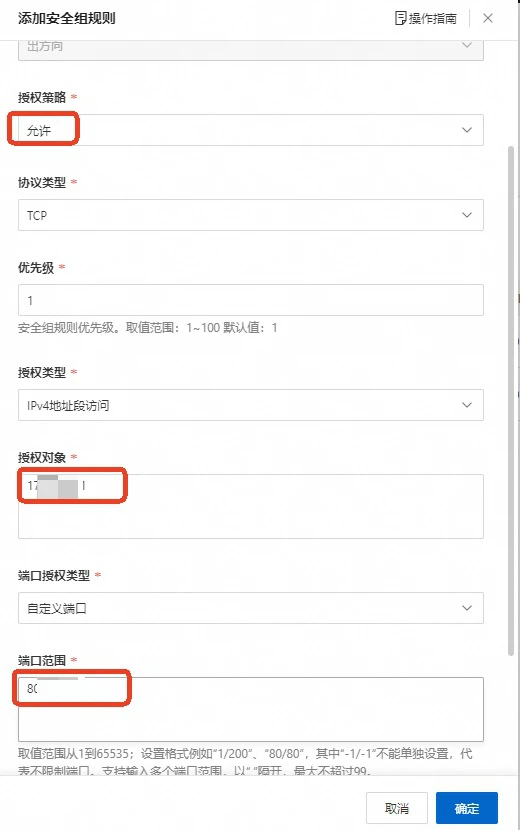 添加安全组规则
操作指南
出方向
授权策略 *
允许
协议类型 *
TCP
优先级 *
1
安全组规则优先级。取值范围：1~100 默认值：1
授权类型 *
IPv4地址段访问
授权对象 *
17
端口授权类型 *
自定义端口
端口范围 *
80
取值范围从1到65535；设置格式例如“1/200”、“80/80”，其中“-1/-1”不能单独设置，代
表不限制端口。支持输入多个端口范围，以“,”隔开，最大不超过99。
取消
确定